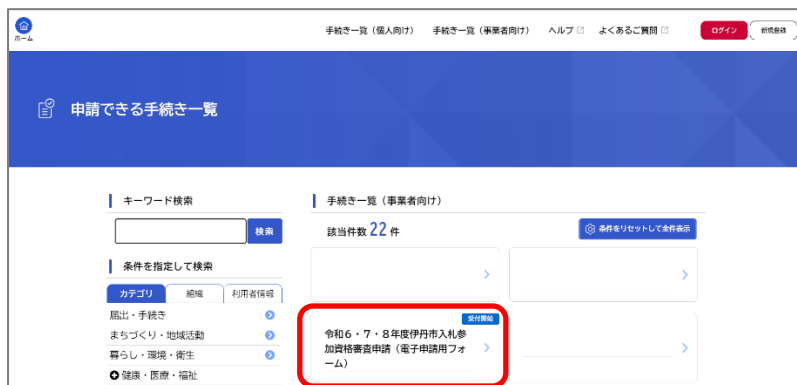 ホーム
手続き一覧（個人向け） 手続き一覧（事業者向け） ヘルプ よくあるご質問 ログイン 新規登録
申請できる手続き一覧
キーワード検索
検索
条件を指定して検索
カテゴリ 組織 利用者情報
届出・手続き
まちづくり・地域活動
暮らし・環境・衛生
健康・医療・福祉
手続き一覧（事業者向け）
該当件数 22 件
条件をリセットして全件表示
受付開始
令和６・７・８年度伊丹市入札参
加資格審査申請（電子申請用フォ
ーム）